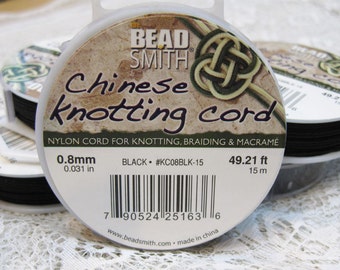 THE
BEAD
SMITH®
Chinese
Knotting Cord
NYLON CORD FOR KNOTTING, BRAIDING & MACRAME
0.8mm
0.031 in
BLACK • #KC08BLK-15
49.21 ft
15 m
7 90524 25163 6
www.beadsmith.com • made in china